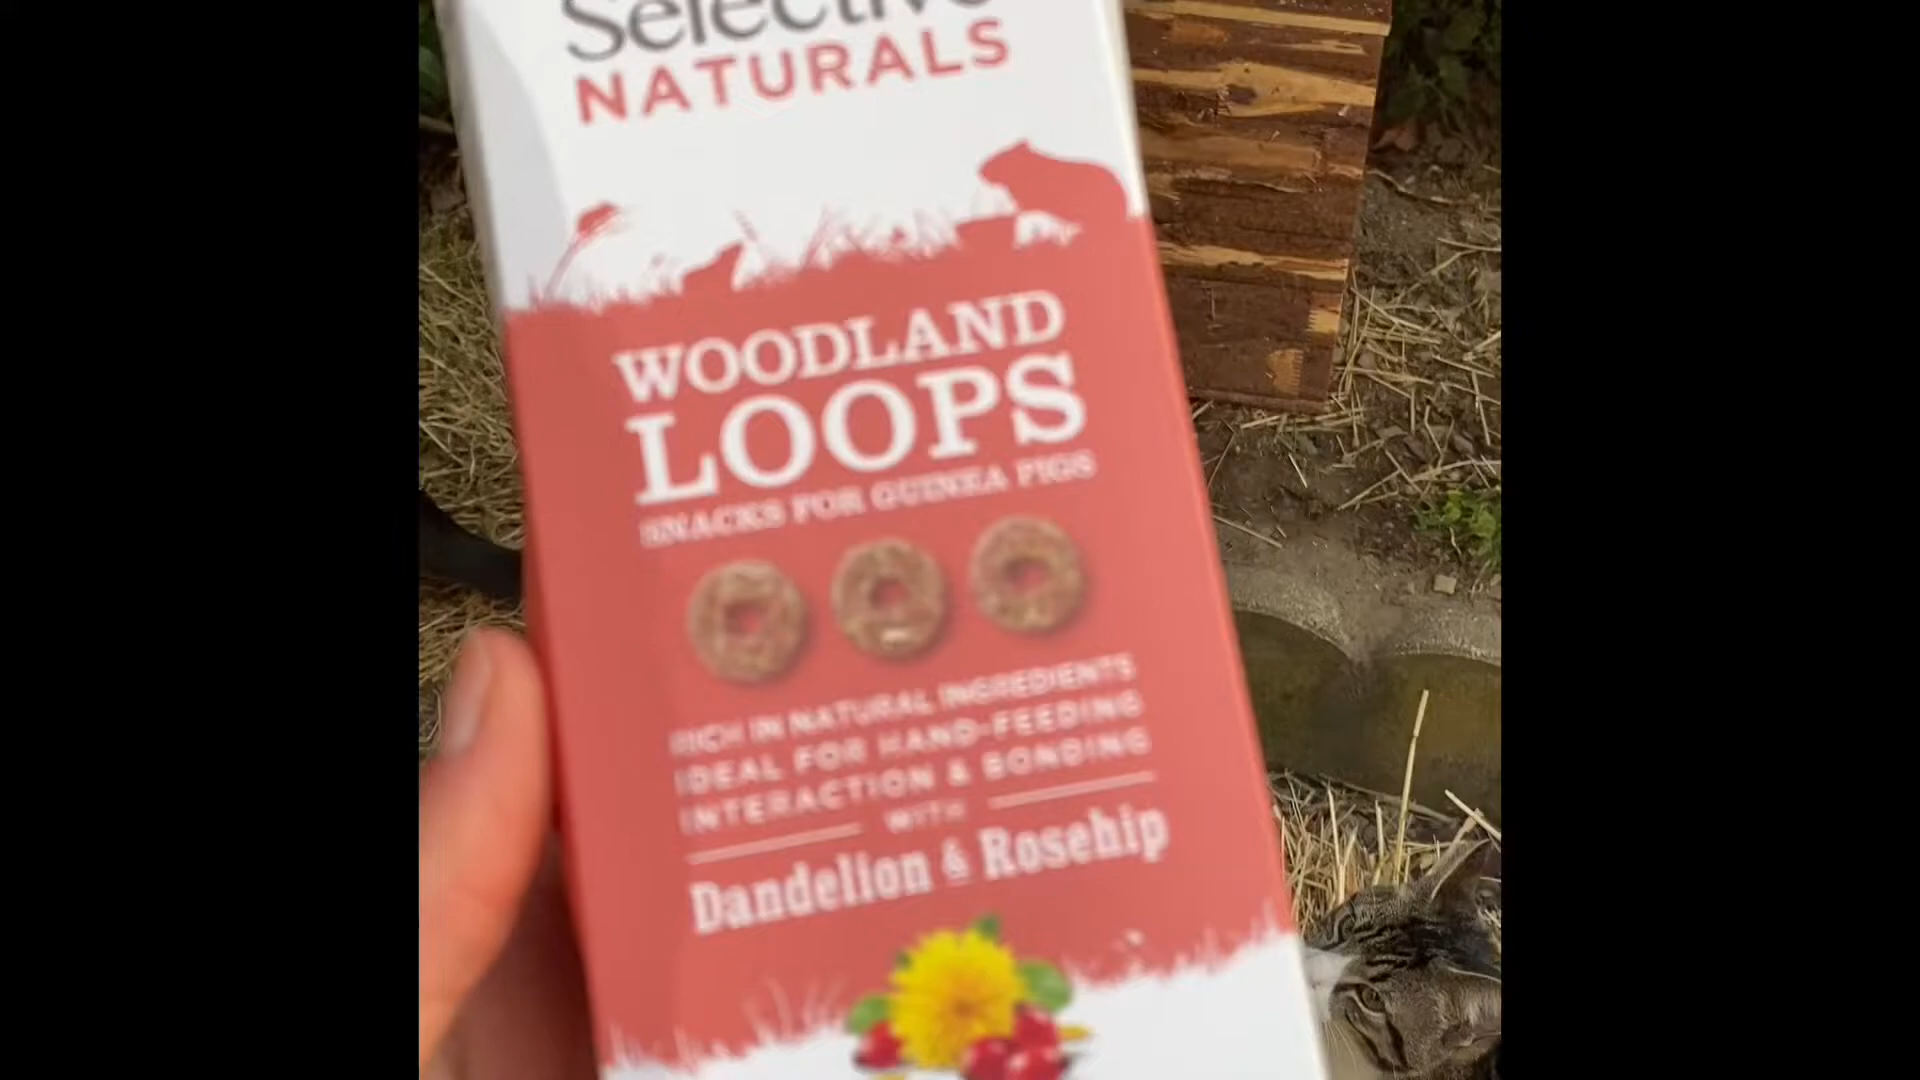 Selective
NATURALS
WOODLAND
LOOPS
SNACKS FOR GUINEA PIGS
RICH IN NATURAL INGREDIENTS
IDEAL FOR HAND-FEEDING
INTERACTION & BONDING
WITH
Dandelion & Rosehip